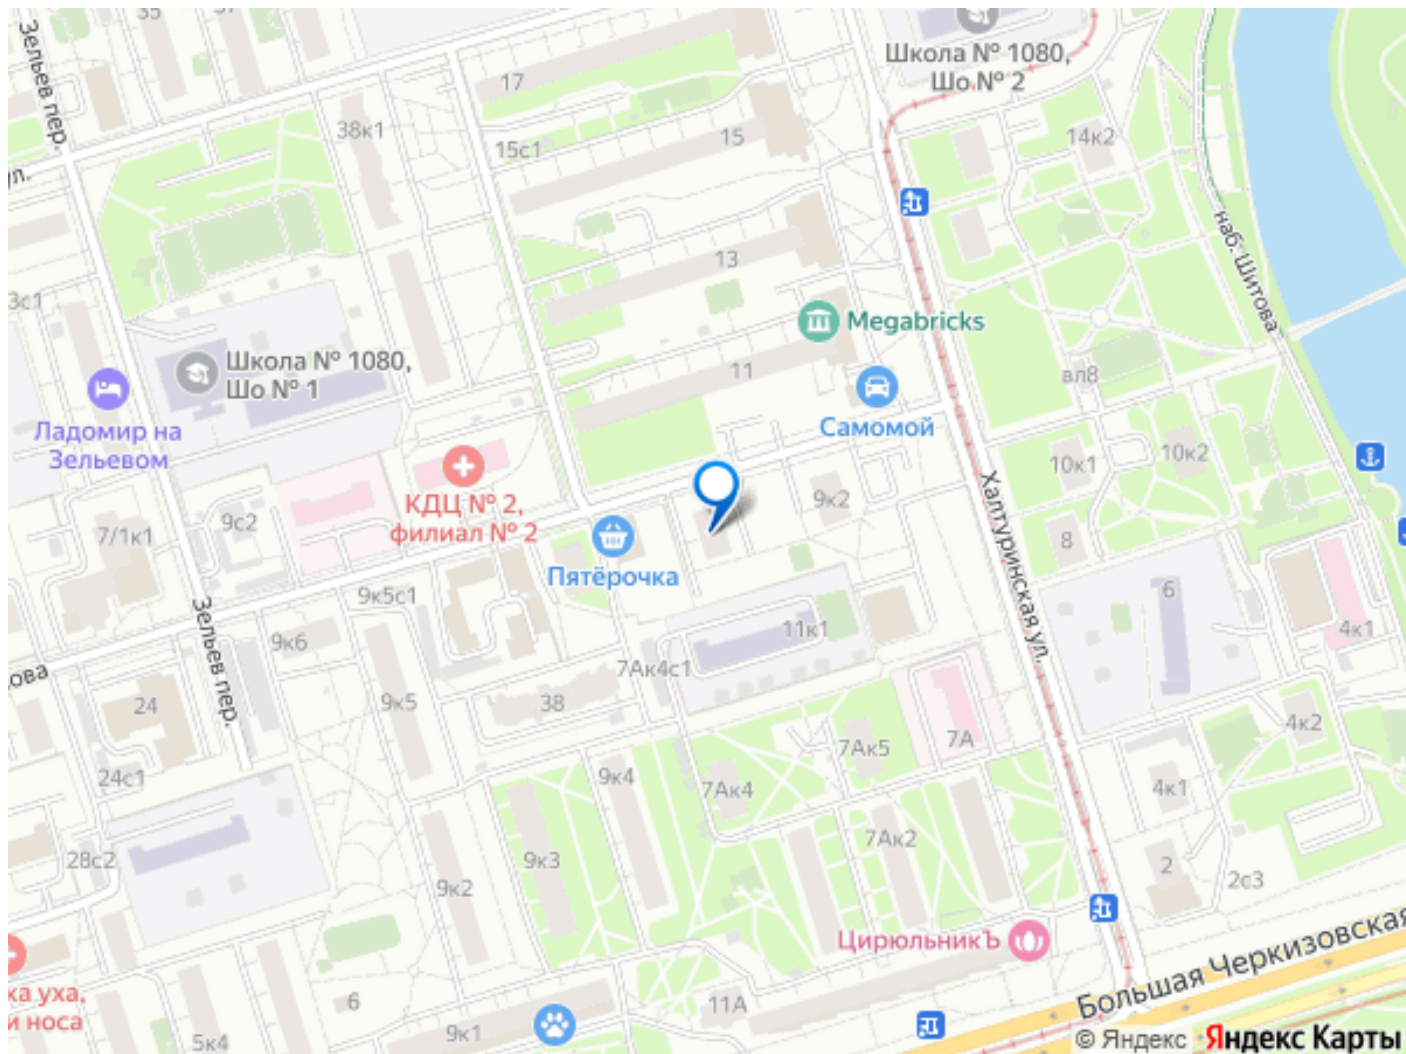 35
37
Зельев пер.
17
Школа № 1080,
Шо № 2
38к1
15с1
15
14к2
ул.
наб. Шитова
3с1
13
Megabricks
Школа № 1080,
Шо № 1
11
вл8
Ладомир на
Зельевом
Самомой
КДЦ № 2,
филиал № 2
10к1
10к2
9к2
9с2
7/1к1
8
Халтуринская ул.
Пятёрочка
9к5с1
6
9к6
11к1
4к1
Зельев пер.
ова
7Ак4с1
24
9к5
38
7А
7Ак5
4к2
24с1
9к4
7Ак4
4к1
28с2
9к3
7Ак2
2
2с3
9к2
ЦирюльникЪ
Большая Черкизовская
ка уха,
и носа
6
11А
9к1
5к4
© Яндекс Яндекс Карты